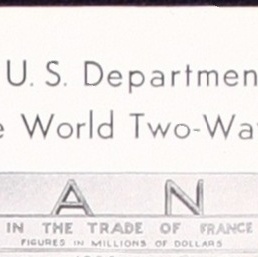 U. S. Departmen
e World Two-Wa
A N
IN THE TRADE OF FRANCE
FIGURES IN MILLIONS OF DOLLARS